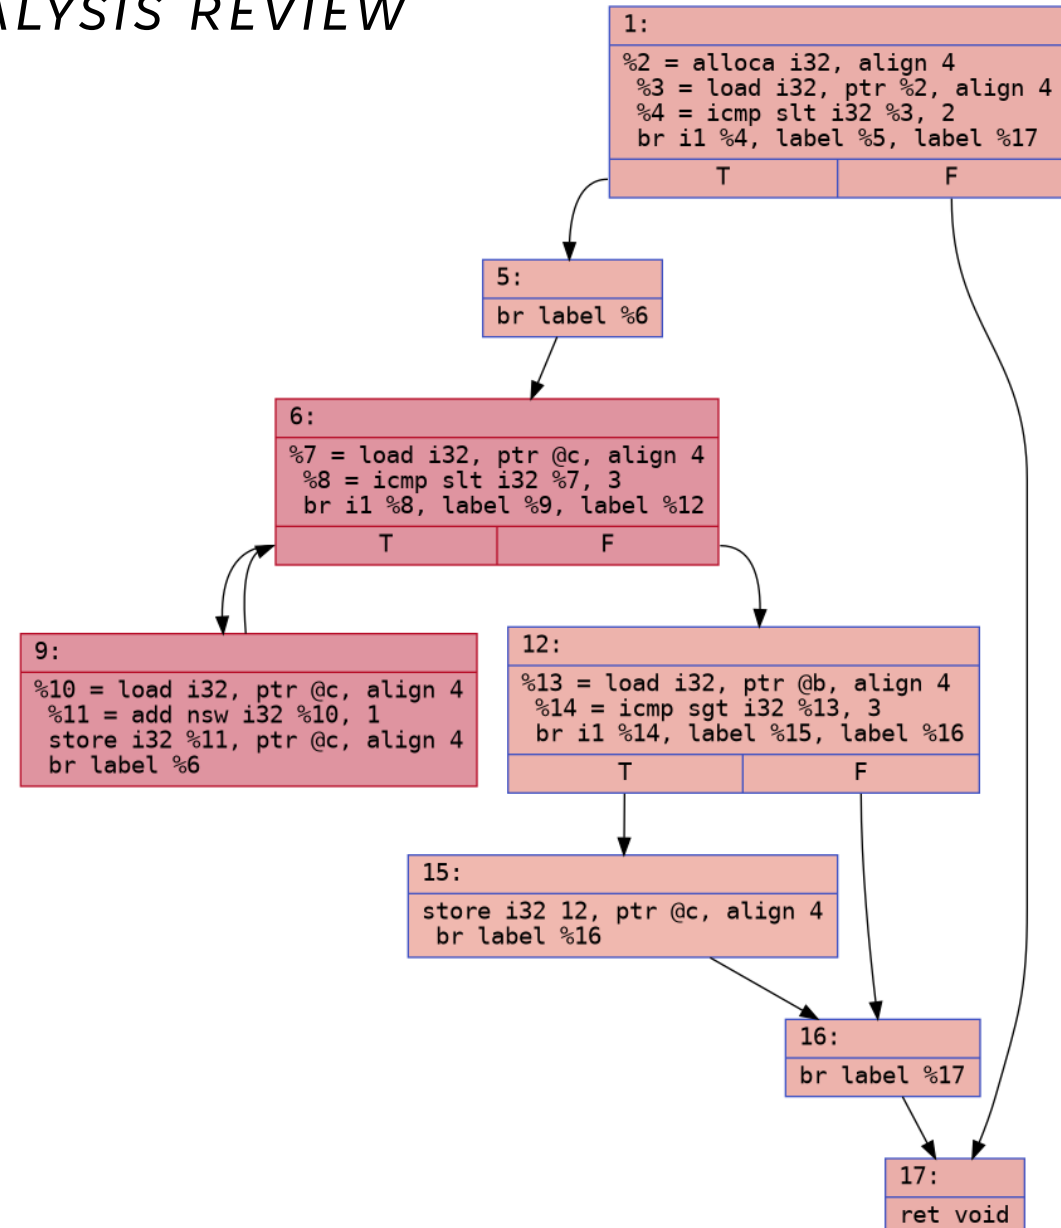 ALYSIS REVIEW
1:
%2 = alloca i32, align 4
%3 = load i32, ptr %2, align 4
%4 = icmp slt i32 %3, 2
br i1 %4, label %5, label %17
T F
5:
br label %6
6:
%7 = load i32, ptr @c, align 4
%8 = icmp slt i32 %7, 3
br i1 %8, label %9, label %12
T F
9:
%10 = load i32, ptr @c, align 4
%11 = add nsw i32 %10, 1
store i32 %11, ptr @c, align 4
br label %6
12:
%13 = load i32, ptr @b, align 4
%14 = icmp sgt i32 %13, 3
br i1 %14, label %15, label %16
T F
15:
store i32 12, ptr @c, align 4
br label %16
16:
br label %17
17:
ret void